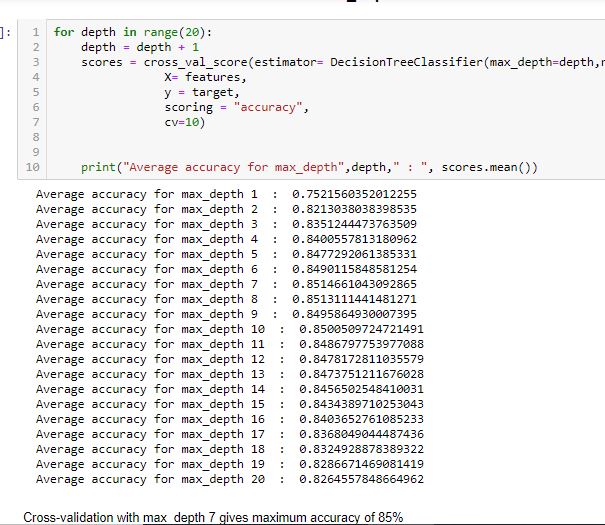 ]: 1 for depth in range(20):
2 depth = depth + 1
3 scores = cross_val_score(estimator= DecisionTreeClassifier(max_depth=depth,
4 X= features,
5 y = target,
6 scoring = "accuracy",
7 cv=10)
8
9
10 print("Average accuracy for max_depth",depth," : ", scores.mean())
Average accuracy for max_depth 1 : 0.7521560352012255
Average accuracy for max_depth 2 : 0.8213038038398535
Average accuracy for max_depth 3 : 0.8351244473763509
Average accuracy for max_depth 4 : 0.8400557813180962
Average accuracy for max_depth 5 : 0.8477292061385331
Average accuracy for max_depth 6 : 0.8490115848581254
Average accuracy for max_depth 7 : 0.8514661043092865
Average accuracy for max_depth 8 : 0.8513111441481271
Average accuracy for max_depth 9 : 0.8495864930007395
Average accuracy for max_depth 10 : 0.8500509724721491
Average accuracy for max_depth 11 : 0.8486797753977088
Average accuracy for max_depth 12 : 0.8478172811035579
Average accuracy for max_depth 13 : 0.8473751211676028
Average accuracy for max_depth 14 : 0.8456502548410031
Average accuracy for max_depth 15 : 0.8434389710253043
Average accuracy for max_depth 16 : 0.8403652761085233
Average accuracy for max_depth 17 : 0.8368049044487436
Average accuracy for max_depth 18 : 0.8324928878389322
Average accuracy for max_depth 19 : 0.8286671469081419
Average accuracy for max_depth 20 : 0.8264557848664962
Cross-validation with max_depth 7 gives maximum accuracy of 85%